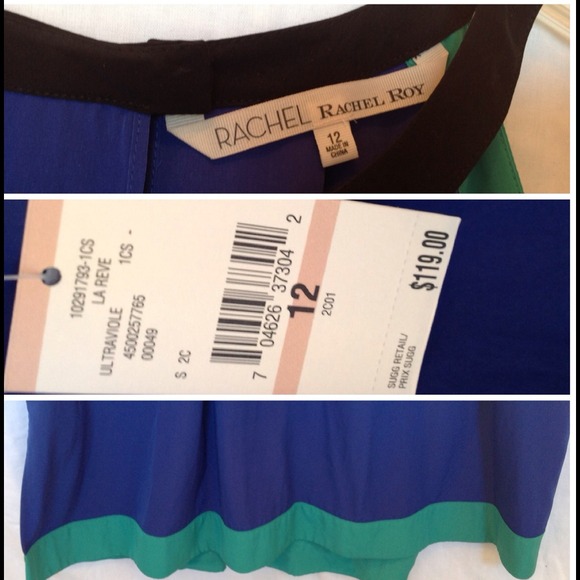 RACHEL RACHEL ROY
12
MADE IN
CHINA
10291793-1CS
LA REVE 1CS -
ULTRAVIOLE
4500257765
00049
S 2C
7 04626 37304 2
12
2C01
SUGG RETAIL/
PRIX SUGG
$119.00